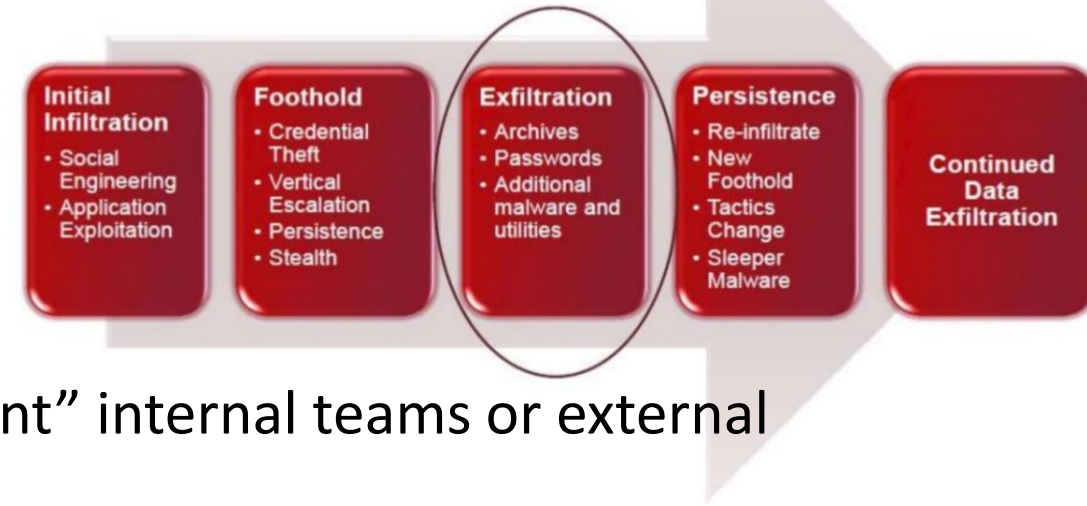 Initial
Infiltration
• Social
Engineering
• Application
Exploitation
Foothold
• Credential
Theft
• Vertical
Escalation
• Persistence
• Stealth
Exfiltration
• Archives
• Passwords
• Additional
malware and
utilities
Persistence
• Re-infiltrate
• New
Foothold
• Tactics
Change
• Sleeper
Malware
Continued
Data
Exfiltration
nt” internal teams or external